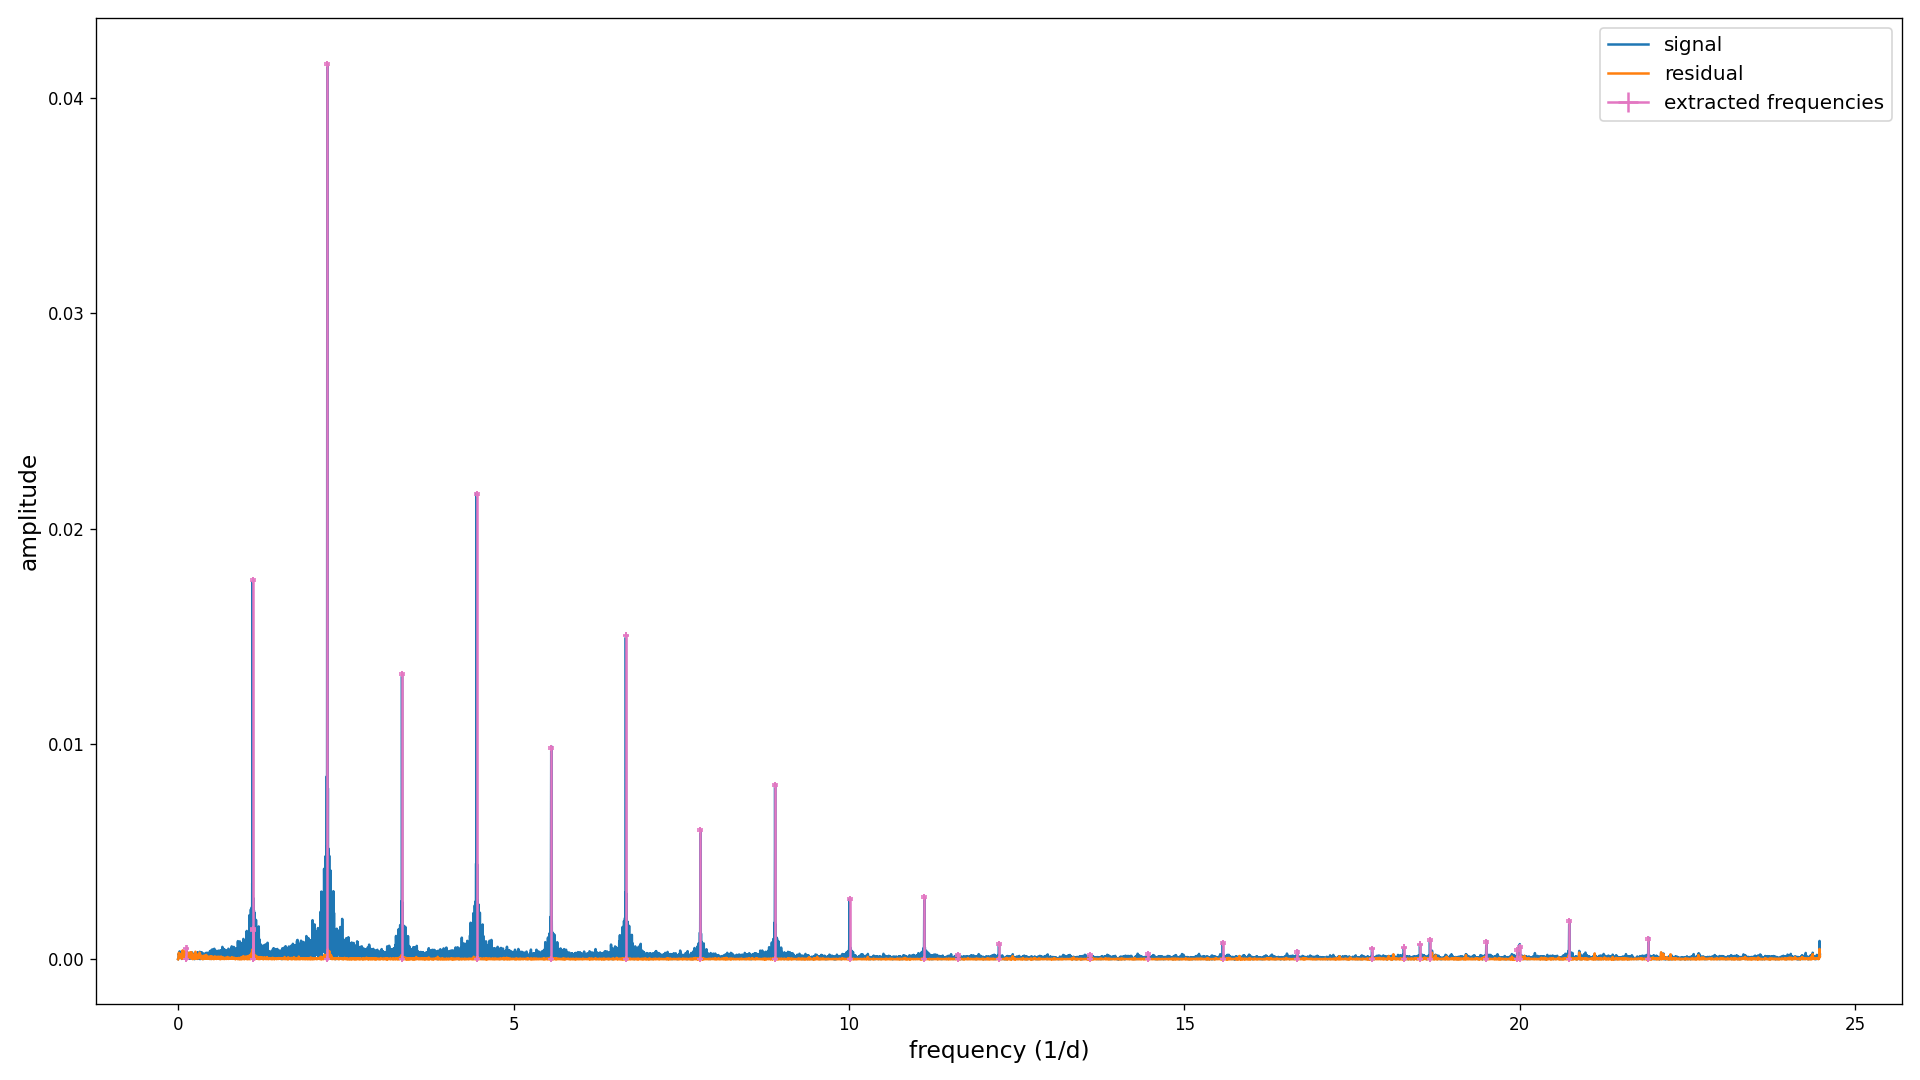 signal
residual
extracted frequencies
0.04
0.03
0.02
0.01
0.00
amplitude
0 5 10 15 20 25
frequency (1/d)